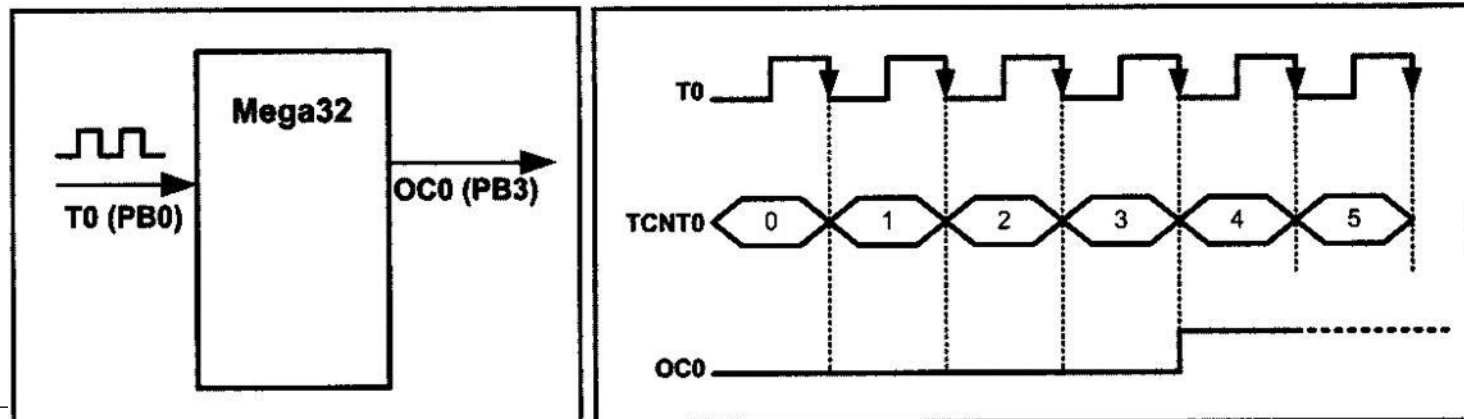 Mega32
T0 (PB0)
OC0 (PB3)
T0
TCNT0 0 1 2 3 4 5
OC0